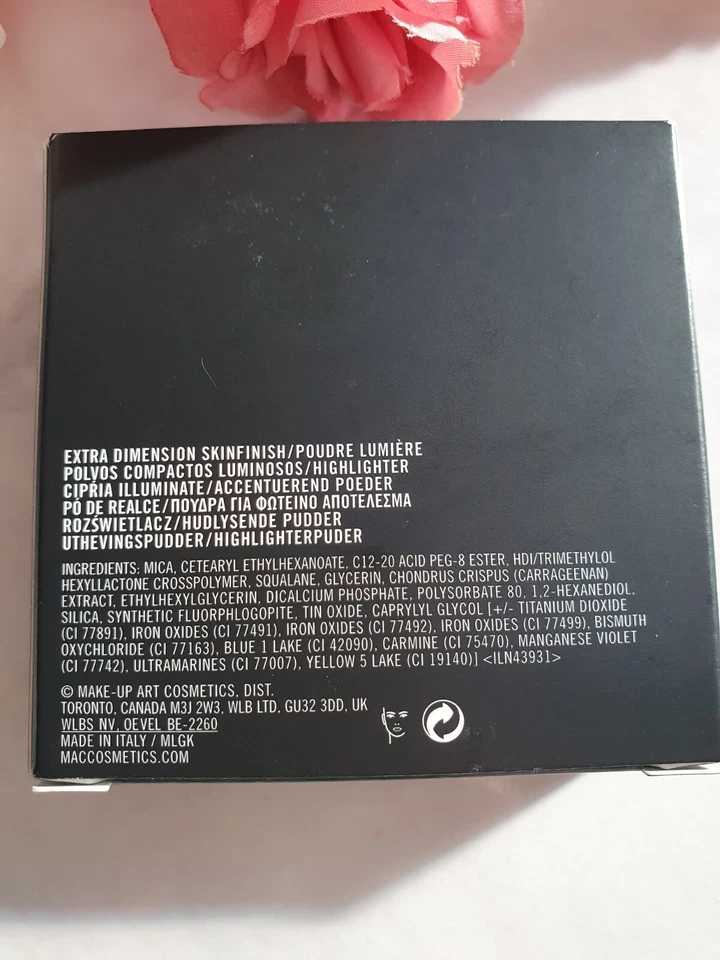 EXTRA DIMENSION SKINFINISH/POUDRE LUMIÈRE
POLVOS COMPACTOS LUMINOSOS/HIGHLIGHTER
CIPRIA ILLUMINATE/ACCENTUEREND POEDER
PÓ DE REALCE/ΠΟΥΔΡΑ ΓΙΑ ΦΩΤΕΙΝΟ ΑΠΟΤΕΛΕΣΜΑ
ROZŚWIETLACZ/HUDLYSENDE PUDDER
UTHEVINGSPUDDER/HIGHLIGHTERPUDER
INGREDIENTS: MICA, CETEARYL ETHYLHEXANOATE, C12-20 ACID PEG-8 ESTER, HDI/TRIMETHYLOL
HEXYLLACTONE CROSSPOLYMER, SQUALANE, GLYCERIN, CHONDRUS CRISPUS (CARRAGEENAN)
EXTRACT, ETHYLHEXYLGLYCERIN, DICALCIUM PHOSPHATE, POLYSORBATE 80, 1,2-HEXANEDIOL.
SILICA, SYNTHETIC FLUORPHLOGOPITE, TIN OXIDE, CAPRYLYL GLYCOL [+/- TITANIUM DIOXIDE
(CI 77891), IRON OXIDES (CI 77491), IRON OXIDES (CI 77492), IRON OXIDES (CI 77499), BISMUTH
OXYCHLORIDE (CI 77163), BLUE 1 LAKE (CI 42090), CARMINE (CI 75470), MANGANESE VIOLET
(CI 77742), ULTRAMARINES (CI 77007), YELLOW 5 LAKE (CI 19140)] <ILN43931>
© MAKE-UP ART COSMETICS, DIST.
TORONTO, CANADA M3J 2W3, WLB LTD, GU32 3DD, UK
WLBS NV, OEVEL BE-2260
MADE IN ITALY / MLGK
MACCOSMETICS.COM